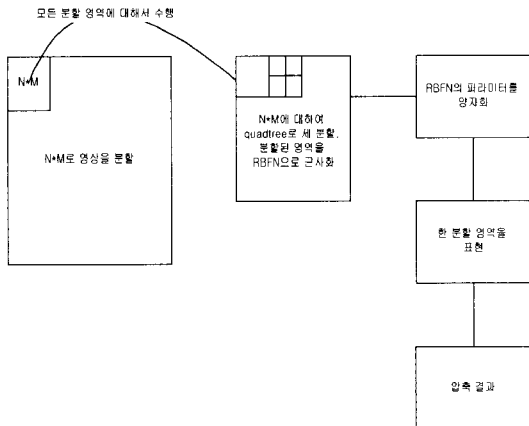 모든 분할 영역에 대해서 수행
N*M
N*M로 영상을 분할
N*M에 대하여
quadtree로 세 분할,
분할된 영역을
RBFN으로 근사화
RBFN의 파라미터를
양자화
한 분할 영역을
표현
압축 결과